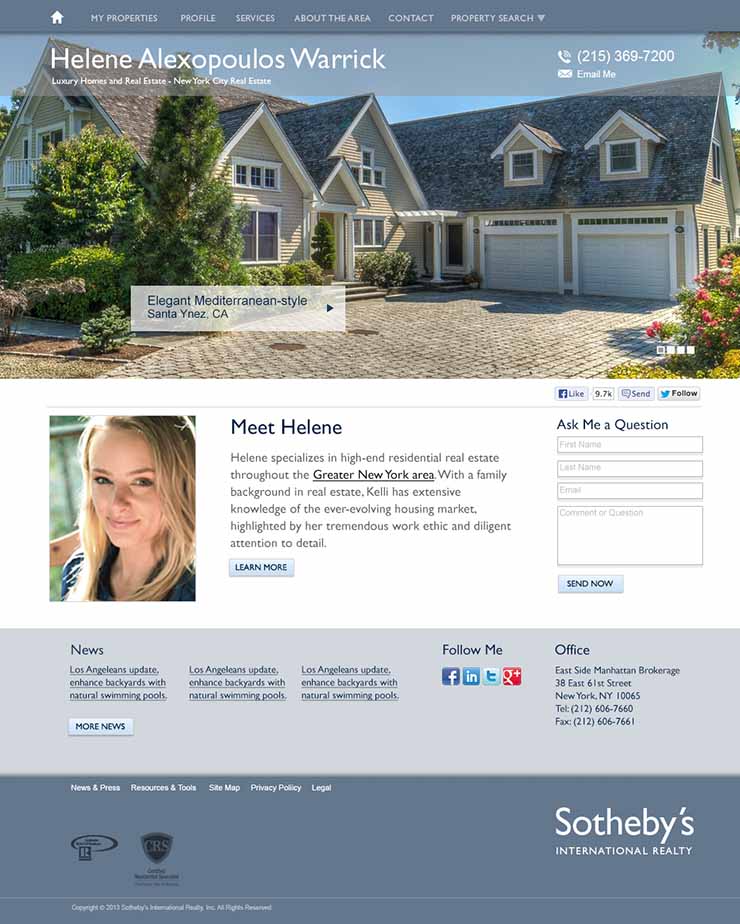 MY PROPERTIES PROFILE SERVICES ABOUT THE AREA CONTACT PROPERTY SEARCH
Helene Alexopoulos Warrick
Luxury Homes and Real Estate - New York City Real Estate
(215) 369-7200
Email Me
Elegant Mediterranean-style
Santa Ynez, CA
Like 9.7k Send Follow
Meet Helene
Helene specializes in high-end residential real estate
throughout the Greater New York area. With a family
background in real estate, Kelli has extensive
knowledge of the ever-evolving housing market,
highlighted by her tremendous work ethic and diligent
attention to detail.
LEARN MORE
Ask Me a Question
First Name
Last Name
Email
Comment or Question
SEND NOW
News
Los Angeleans update,
enhance backyards with
natural swimming pools.
Los Angeleans update,
enhance backyards with
natural swimming pools.
Los Angeleans update,
enhance backyards with
natural swimming pools.
MORE NEWS
Follow Me
Office
East Side Manhattan Brokerage
38 East 61st Street
New York, NY 10065
Tel: (212) 606-7660
Fax: (212) 606-7661
News & Press Resources & Tools Site Map Privacy Policy Legal
CRS
Certified
Residential Specialist
Sotheby's
INTERNATIONAL REALTY
Copyright © 2013 Sotheby's International Realty, Inc. All Rights Reserved